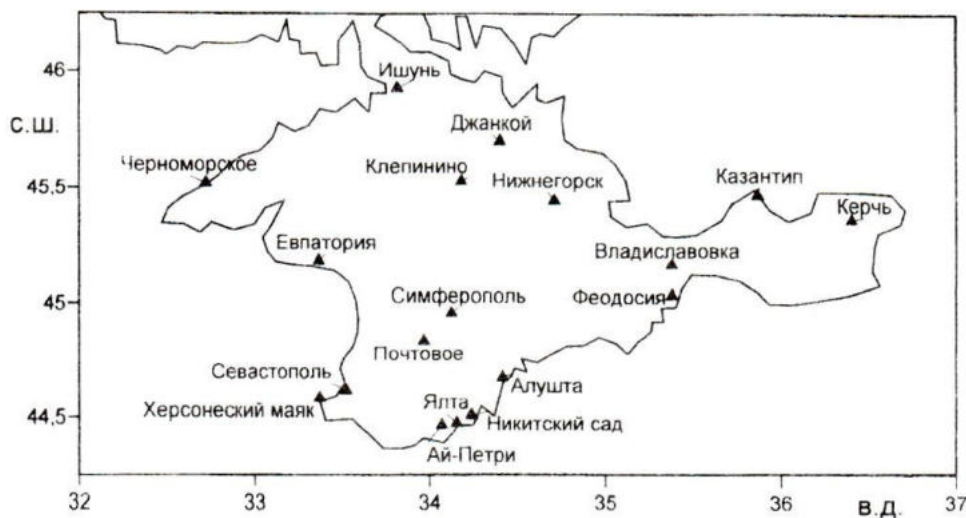 46
Ишунь
с.ш.
Джанкой
Черноморское
Клепинино
45.5
Нижнегорск
Казантип
Керчь
Евпатория
Владиславовка
45
Симферополь
Феодосия
Почтовое
Севастополь
Алушта
Ялта
44.5
Херсонеский маяк
Никитский сад
Ай-Петри
32
33
34
35
36
37
в.д.